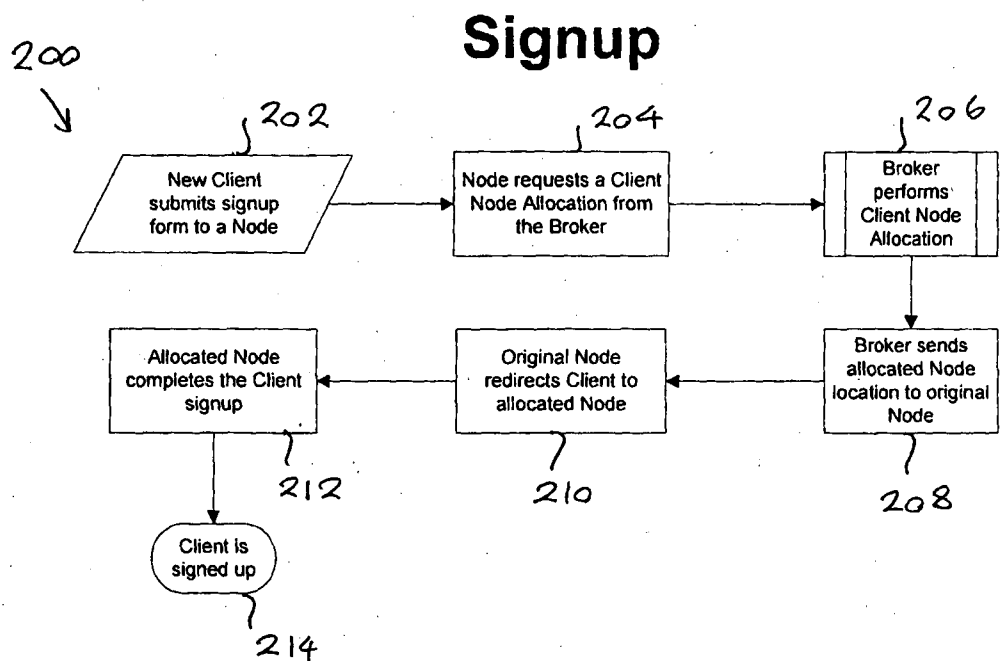 Signup
200
202
204
206
New Client
submits signup
form to a Node
Node requests a Client
Node Allocation from
the Broker
Broker
performs
Client Node
Allocation
Allocated Node
completes the Client
signup
Original Node
redirects Client to
allocated Node
Broker sends
allocated Node
location to original
Node
212
210
208
Client is
signed up
214